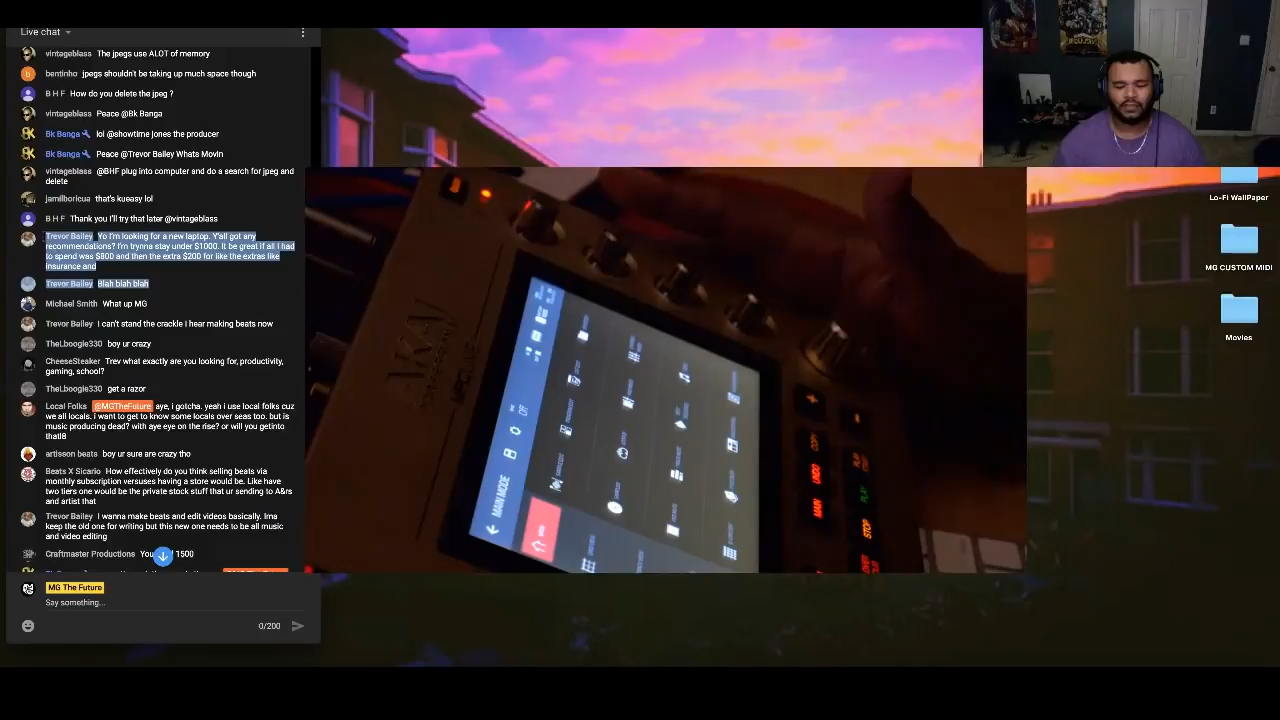 Live chat
vintageblass The jpegs use ALOT of memory
bentinho jpegs shouldn't be taking up much space though
B H F How do you delete the jpeg ?
vintageblass Peace @Bk Banga
Bk Banga lol @showtime jones the producer
Bk Banga Peace @Trevor Bailey Whats Movin
vintageblass @BHF plug into computer and do a search for jpeg and
delete
jamilboricua that's kueasy lol
B H F Thank you I'll try that later @vintageblass
Trevor Bailey Yo I'm looking for a new laptop. Y'all got any
recommendations? I'm trynna stay under $1000. It be great if all I had
to spend was $800 and then the extra $200 for like the extras like
insurance and
Trevor Bailey Blah blah blah
Michael Smith What up MG
Trevor Bailey I can't stand the crackle I hear making beats now
TheLboogie330 boy ur crazy
CheeseSteaker Trev what exactly are you looking for, productivity,
gaming, school?
TheLboogie330 get a razor
Local Folks @MGTheFuture aye, i gotcha. yeah i use local folks cuz
we all locals. i want to get to know some locals over seas too. but is
music producing dead? with aye eye on the rise? or will you getinto
that!8
artisson beats boy ur sure are crazy tho
Beats X Sicario How effectively do you think selling beats via
monthly subscription versuses having a store would be. Like have
two tiers one would be the private stock stuff that ur sending to A&rs
and artist that
Trevor Bailey I wanna make beats and edit videos basically. Ima
keep the old one for writing but this new one needs to be all music
and video editing
Craftmaster Productions 1500
MG The Future
Say something...
0/200
AKAI
MAIN MODE
MAIN
UNDO
COPY
STOP
PLAY
Lo-Fi WallPaper
MG CUSTOM MIDI
Movies